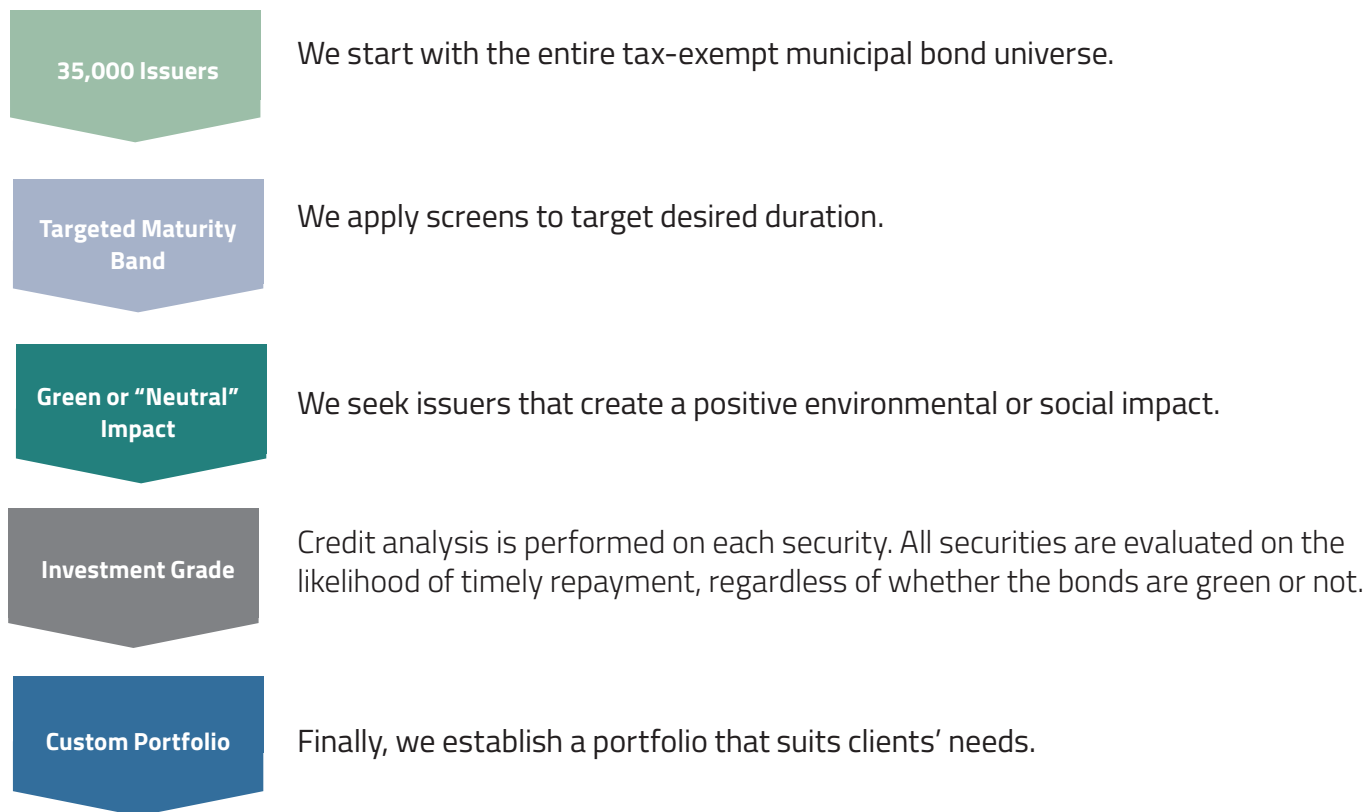 35,000 Issuers
We start with the entire tax-exempt municipal bond universe.
Targeted Maturity
Band
We apply screens to target desired duration.
Green or “Neutral”
Impact
We seek issuers that create a positive environmental or social impact.
Investment Grade
Credit analysis is performed on each security. All securities are evaluated on the
likelihood of timely repayment, regardless of whether the bonds are green or not.
Custom Portfolio
Finally, we establish a portfolio that suits clients’ needs.